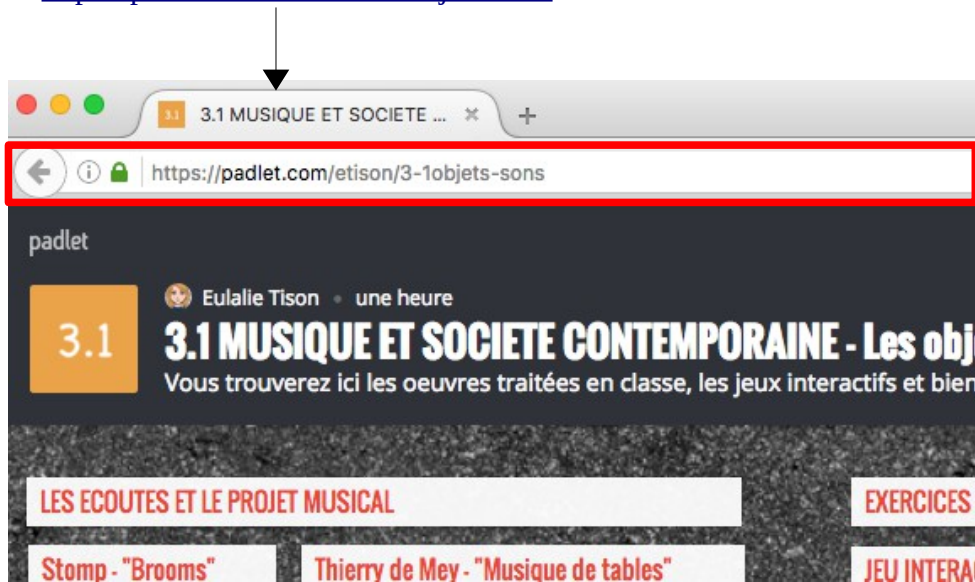 3.1 3.1 MUSIQUE ET SOCIETE ...
https://padlet.com/etison/3-1objets-sons
padlet
Eulalie Tison • une heure
3.1 3.1 MUSIQUE ET SOCIETE CONTEMPORAINE - Les obj
Vous trouverez ici les oeuvres traitées en classe, les jeux interactifs et bien
LES ECOUTES ET LE PROJET MUSICAL
EXERCICES
Stomp - "Brooms"
Thierry de Mey - "Musique de tables"
JEU INTERA